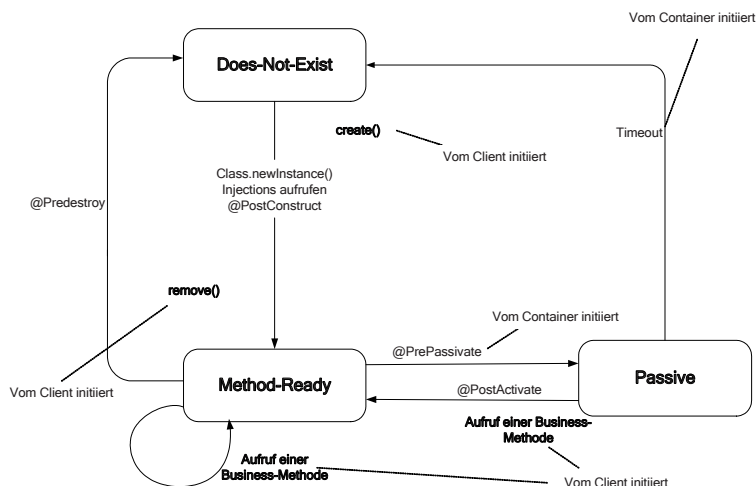 Vom Container initiiert
Does-Not-Exist
create()
Timeout
Vom Client initiiert
Class.newInstance()
Injections aufrufen
@PostConstruct
@Predestroy
remove()
Vom Container initiiert
@PrePassivate
Vom Client initiiert
Method-Ready
Passive
@PostActivate
Aufruf einer Business-
Methode
Aufruf einer
Business-Methode
Vom Client initiiert